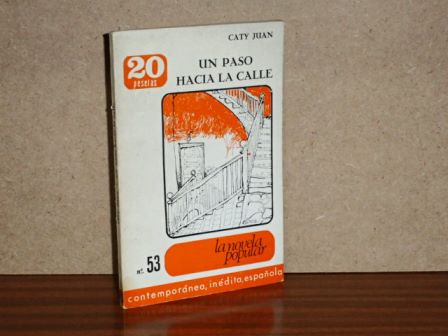 CATY JUAN
20
pesetas
UN PASO
HACIA LA CALLE
nº. 53
la novela
popular
contemporánea, inédita, española